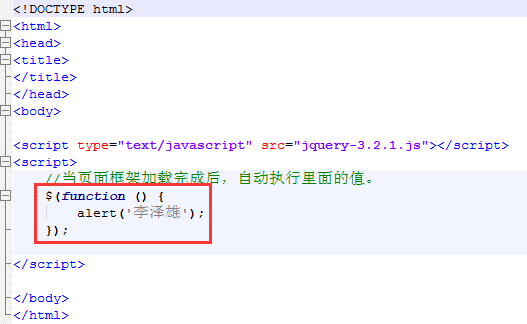 <!DOCTYPE html>
<html>
<head>
<title>
</title>
</head>
<body>
<script type="text/javascript" src="jquery-3.2.1.js"></script>
<script>
//当页面框架加载完成后，自动执行里面的值。
$(function () {
alert('李泽雄');
});
</script>
</body>
</html>